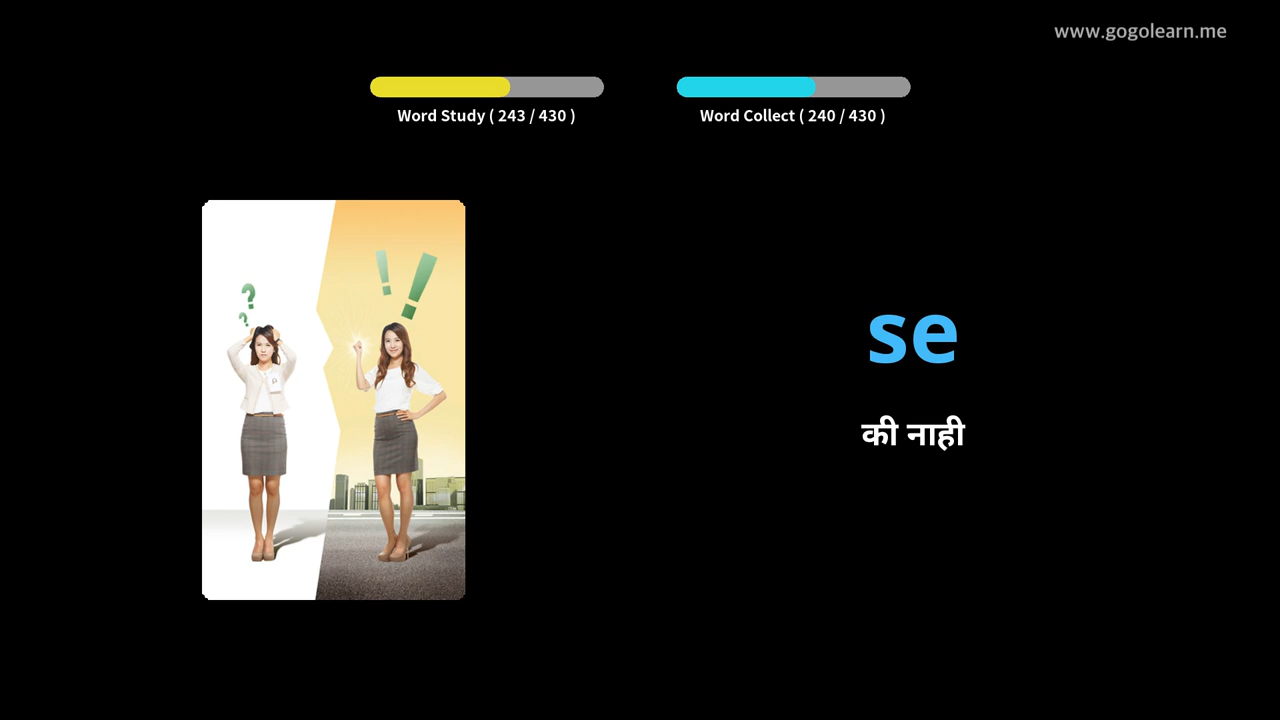 www.gogolearn.me
Word Study ( 243 / 430 )
Word Collect ( 240 / 430 )
? !!
?
se
की नाही